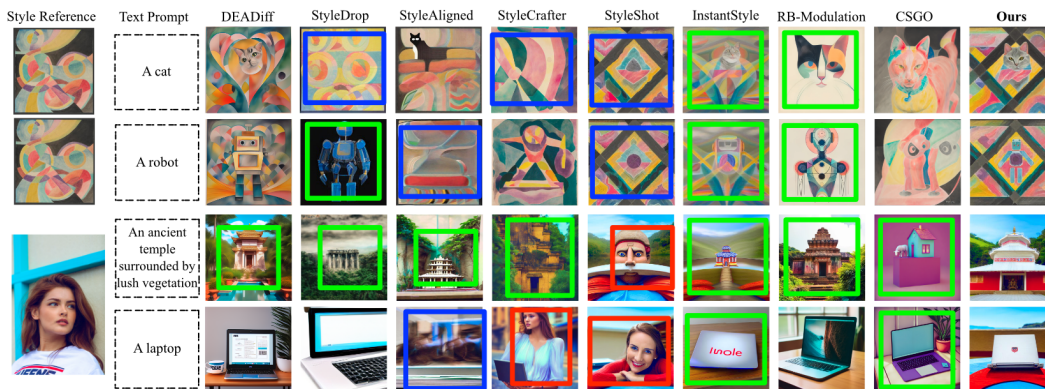 Style Reference Text Prompt DEADiff StyleDrop StyleAligned StyleCrafter StyleShot InstantStyle RB-Modulation CSGO Ours
A cat
A robot
An ancient
temple
surrounded by
lush vegetation
A laptop